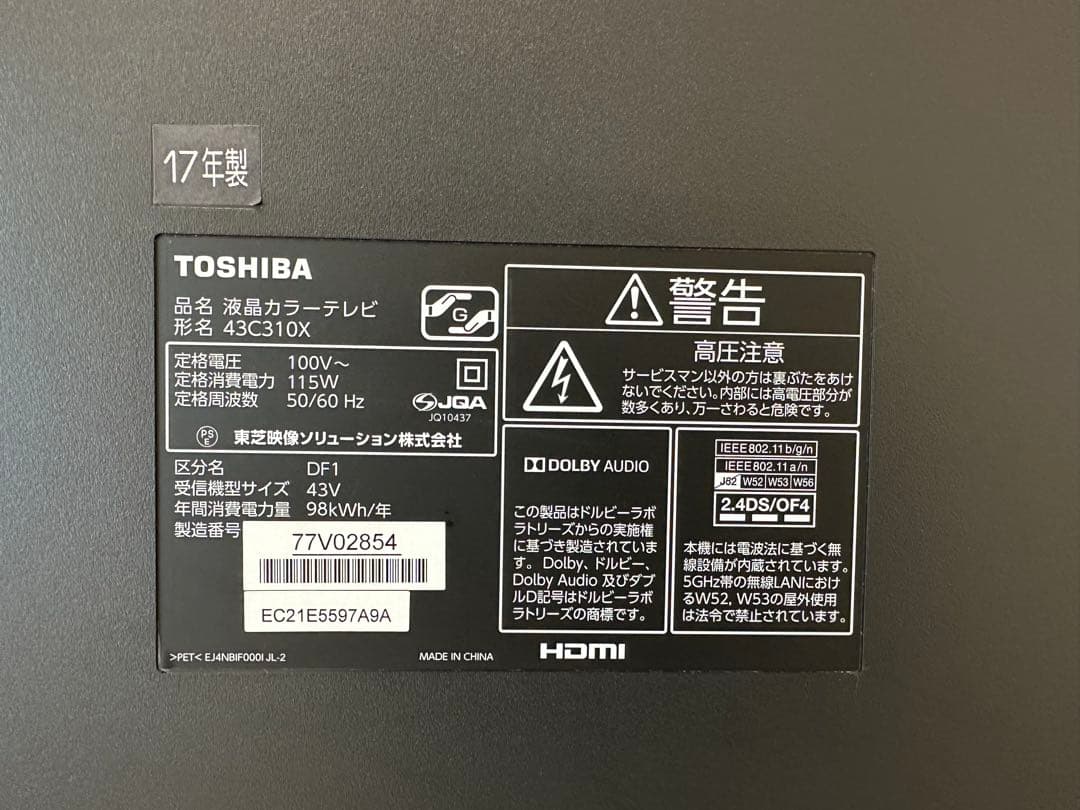 17年製
TOSHIBA
品名 液晶カラーテレビ
形名 43C310X
G
定格電圧 100V～
定格消費電力 115W
定格周波数 50/60 Hz
JQA
JQ10437
PS
E
東芝映像ソリューション株式会社
区分名 DF1
受信機型サイズ 43V
年間消費電力量 98kWh/年
製造番号
77V02854
EC21E5597A9A
>PET< EJ4NBIF000I JL-2
MADE IN CHINA
警告
高圧注意
サービスマン以外の方は裏ぶたをあけ
ないでください。内部には高電圧部分が
数多くあり、万一さわると危険です。
DOLBY AUDIO
この製品はドルビーラボ
ラトリーズからの実施権
に基づき製造されていま
す。Dolby、ドルビー、
Dolby Audio 及びダブ
ルD記号はドルビーラボ
ラトリーズの商標です。
HDMI
IEEE802.11b/g/n
IEEE802.11a/n
J52 W52 W53 W56
2.4DS/OF4
本機には電波法に基づく無
線設備が内蔵されています。
5GHz帯の無線LANにおけ
るW52, W53の屋外使用
は法令で禁止されています。